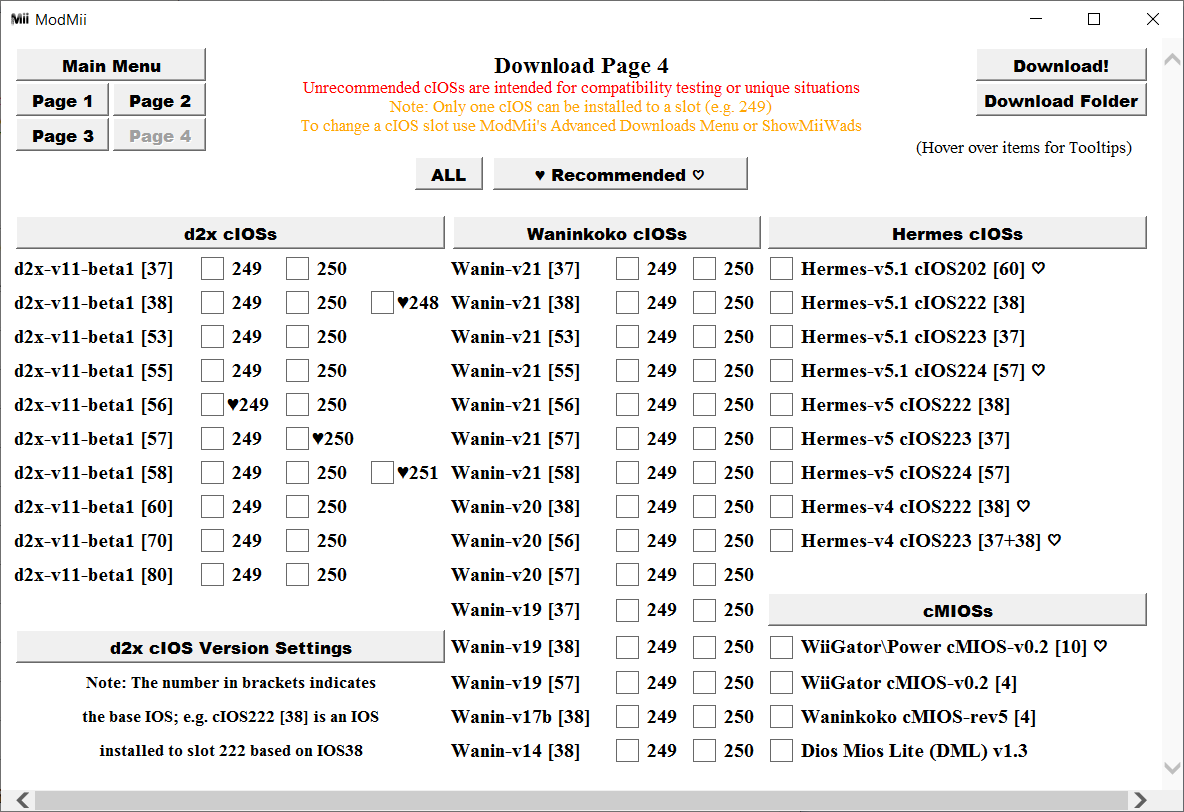 Mii ModMii
Main Menu
Page 1 Page 2
Page 3 Page 4
Download Page 4
Unrecommended cIOSs are intended for compatibility testing or unique situations
Note: Only one cIOS can be installed to a slot (e.g. 249)
To change a cIOS slot use ModMii's Advanced Downloads Menu or ShowMiiWads
Download!
Download Folder
(Hover over items for Tooltips)
ALL ♥ Recommended ♡
d2x cIOSs
d2x-v11-beta1 [37] 249 250
d2x-v11-beta1 [38] 249 250 ♥248
d2x-v11-beta1 [53] 249 250
d2x-v11-beta1 [55] 249 250
d2x-v11-beta1 [56] ♥249 250
d2x-v11-beta1 [57] 249 ♥250
d2x-v11-beta1 [58] 249 250 ♥251
d2x-v11-beta1 [60] 249 250
d2x-v11-beta1 [70] 249 250
d2x-v11-beta1 [80] 249 250
d2x cIOS Version Settings
Note: The number in brackets indicates
the base IOS; e.g. cIOS222 [38] is an IOS
installed to slot 222 based on IOS38
Waninkoko cIOSs
Wanin-v21 [37] 249 250
Wanin-v21 [38] 249 250
Wanin-v21 [53] 249 250
Wanin-v21 [55] 249 250
Wanin-v21 [56] 249 250
Wanin-v21 [57] 249 250
Wanin-v21 [58] 249 250
Wanin-v20 [38] 249 250
Wanin-v20 [56] 249 250
Wanin-v20 [57] 249 250
Wanin-v19 [37] 249 250
Wanin-v19 [38] 249 250
Wanin-v19 [57] 249 250
Wanin-v17b [38] 249 250
Wanin-v14 [38] 249 250
Hermes cIOSs
Hermes-v5.1 cIOS202 [60] ♡
Hermes-v5.1 cIOS222 [38]
Hermes-v5.1 cIOS223 [37]
Hermes-v5.1 cIOS224 [57] ♡
Hermes-v5 cIOS222 [38]
Hermes-v5 cIOS223 [37]
Hermes-v5 cIOS224 [57]
Hermes-v4 cIOS222 [38] ♡
Hermes-v4 cIOS223 [37+38] ♡
cMIOSs
WiiGator\Power cMIOS-v0.2 [10] ♡
WiiGator cMIOS-v0.2 [4]
Waninkoko cMIOS-rev5 [4]
Dios Mios Lite (DML) v1.3